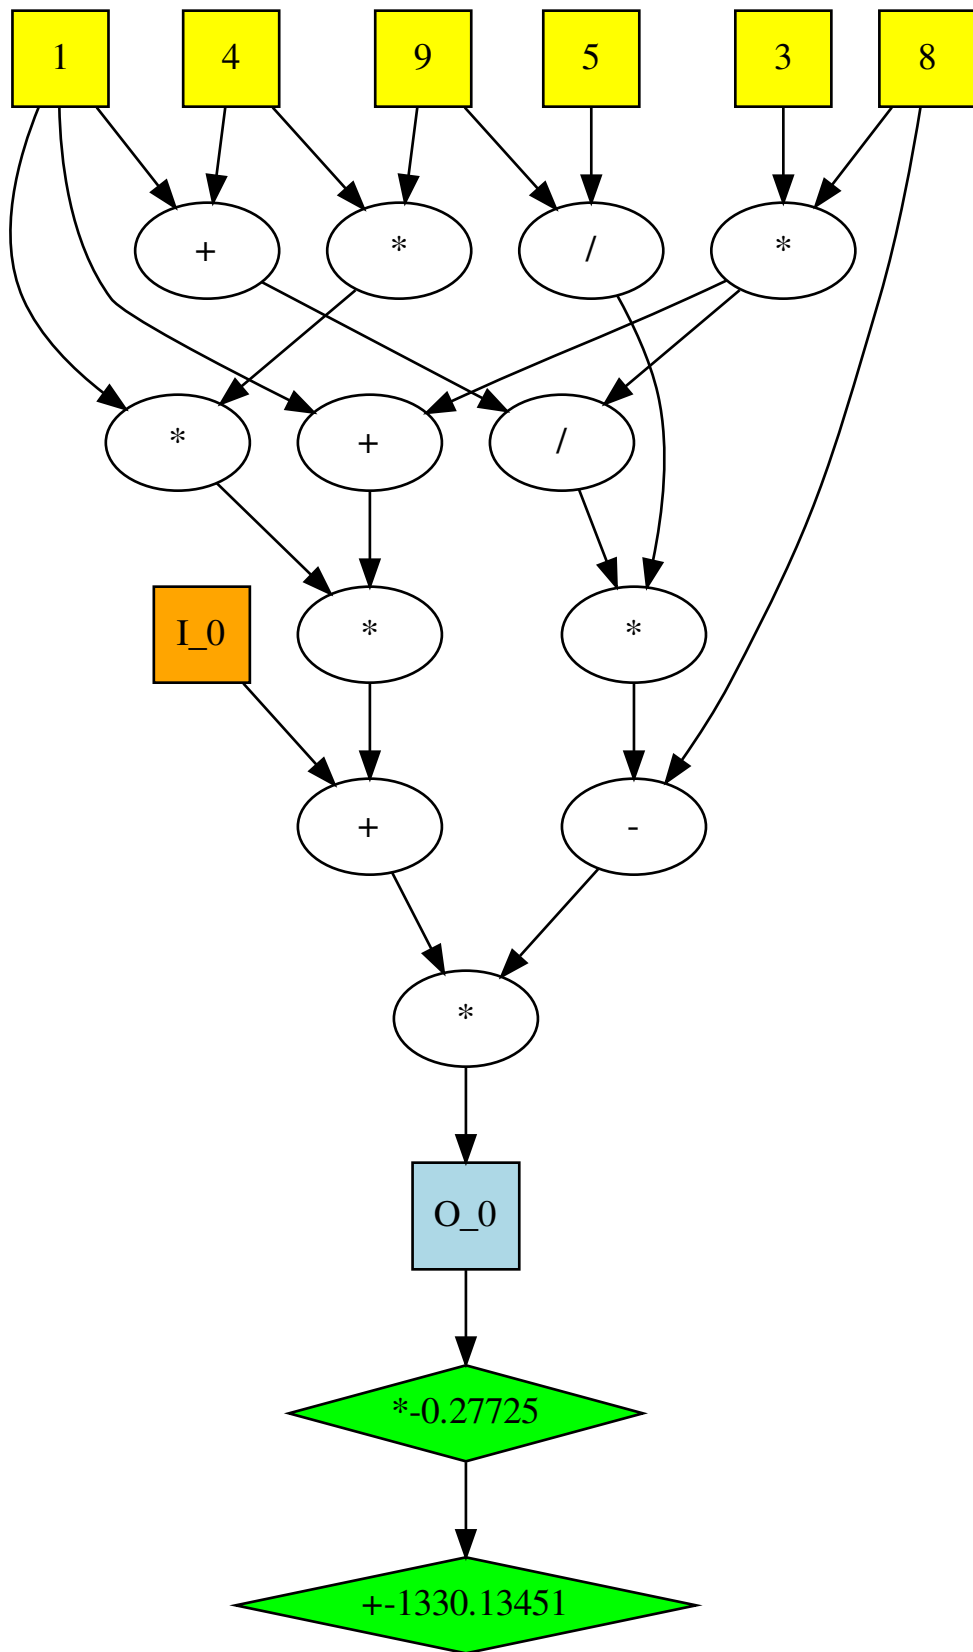 1 4 9 5 3 8
+ * / *
* + /
I_0 * *
+ -
*
O_0
*-0.27725
+-1330.13451